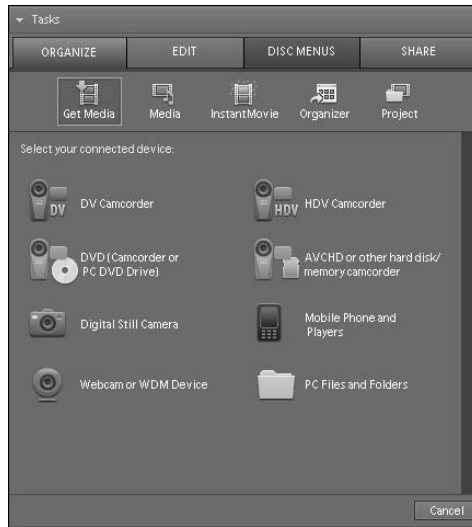 Tasks
ORGANIZE EDIT DISC MENUS SHARE
Get Media Media InstantMovie Organizer Project
Select your connected device:
DV DV Camcorder
HDV HDV Camcorder
DVD (Camcorder or
PC DVD Drive)
AVCHD or other hard disk/
memory camcorder
Digital Still Camera
Mobile Phone and
Players
Webcam or WDM Device
PC Files and Folders
Cancel